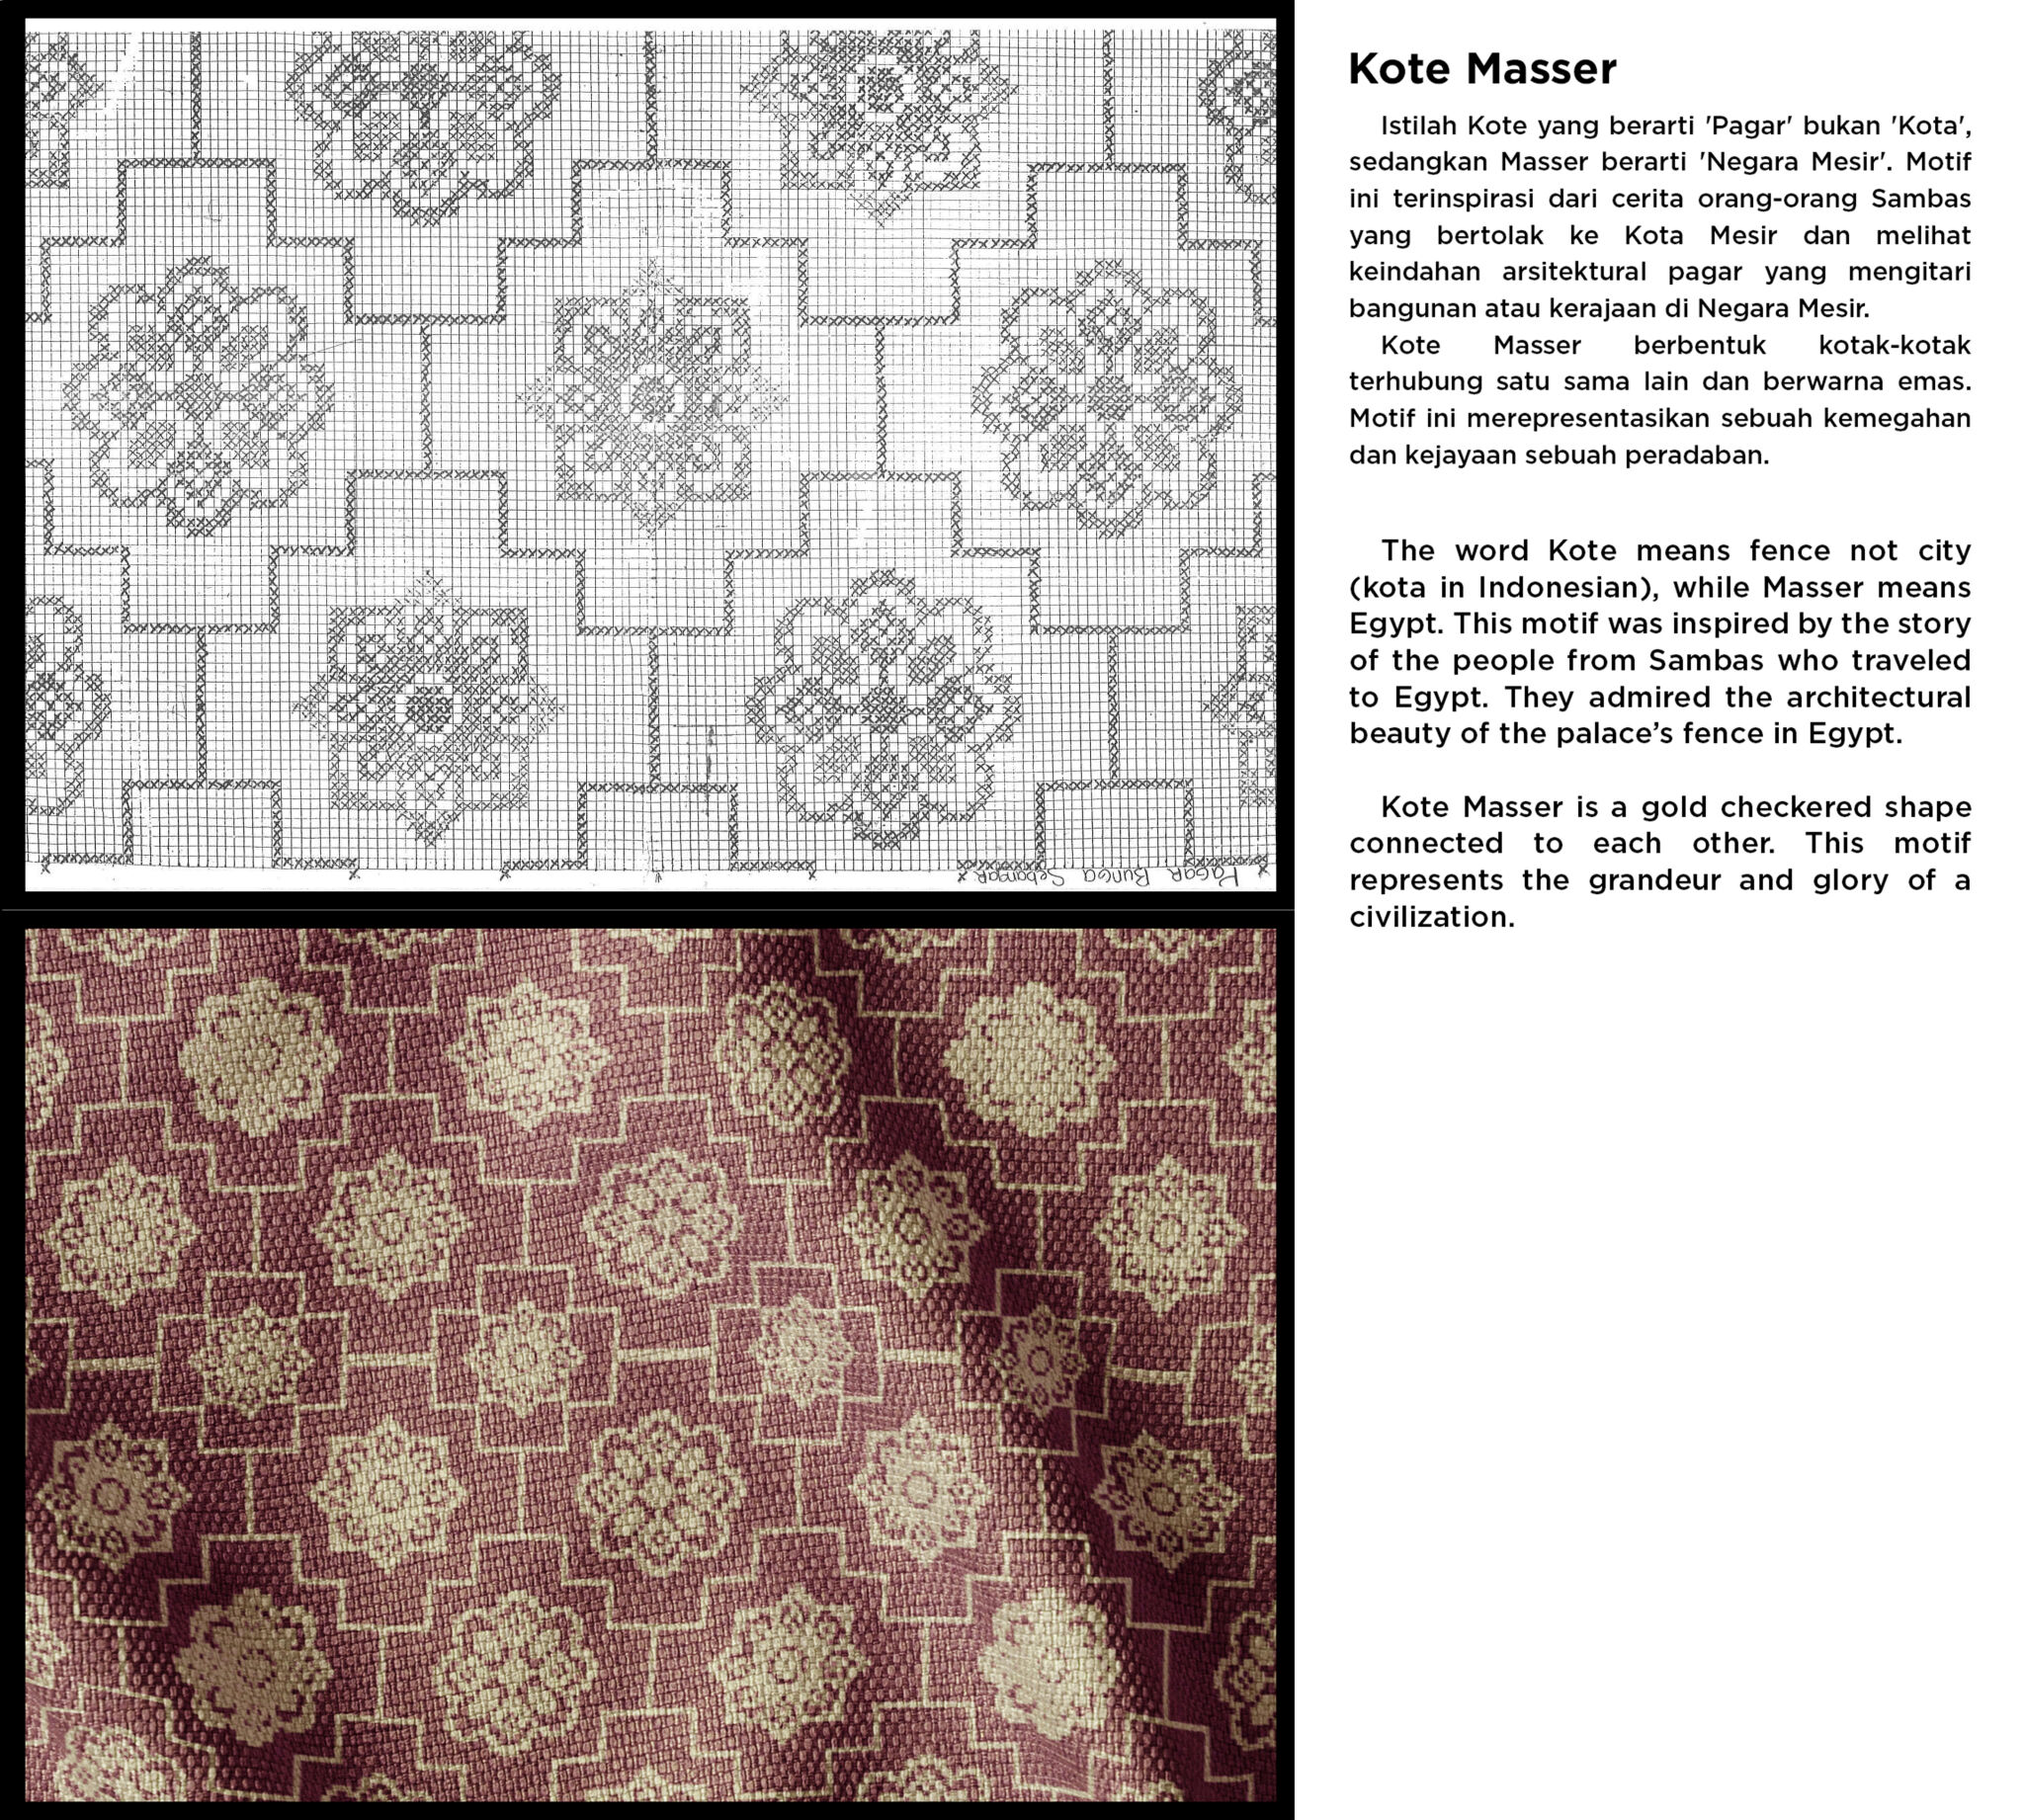 Kote Masser
Istilah Kote yang berarti 'Pagar' bukan 'Kota',
sedangkan Masser berarti 'Negara Mesir'. Motif
ini terinspirasi dari cerita orang-orang Sambas
yang bertolak ke Kota Mesir dan melihat
keindahan arsitektural pagar yang mengitari
bangunan atau kerajaan di Negara Mesir.
Kote Masser berbentuk kotak-kotak
terhubung satu sama lain dan berwarna emas.
Motif ini merepresentasikan sebuah kemegahan
dan kejayaan sebuah peradaban.
The word Kote means fence not city
(kota in Indonesian), while Masser means
Egypt. This motif was inspired by the story
of the people from Sambas who traveled
to Egypt. They admired the architectural
beauty of the palace’s fence in Egypt.
Kote Masser is a gold checkered shape
connected to each other. This motif
represents the grandeur and glory of a
civilization.
Pagar Bunga